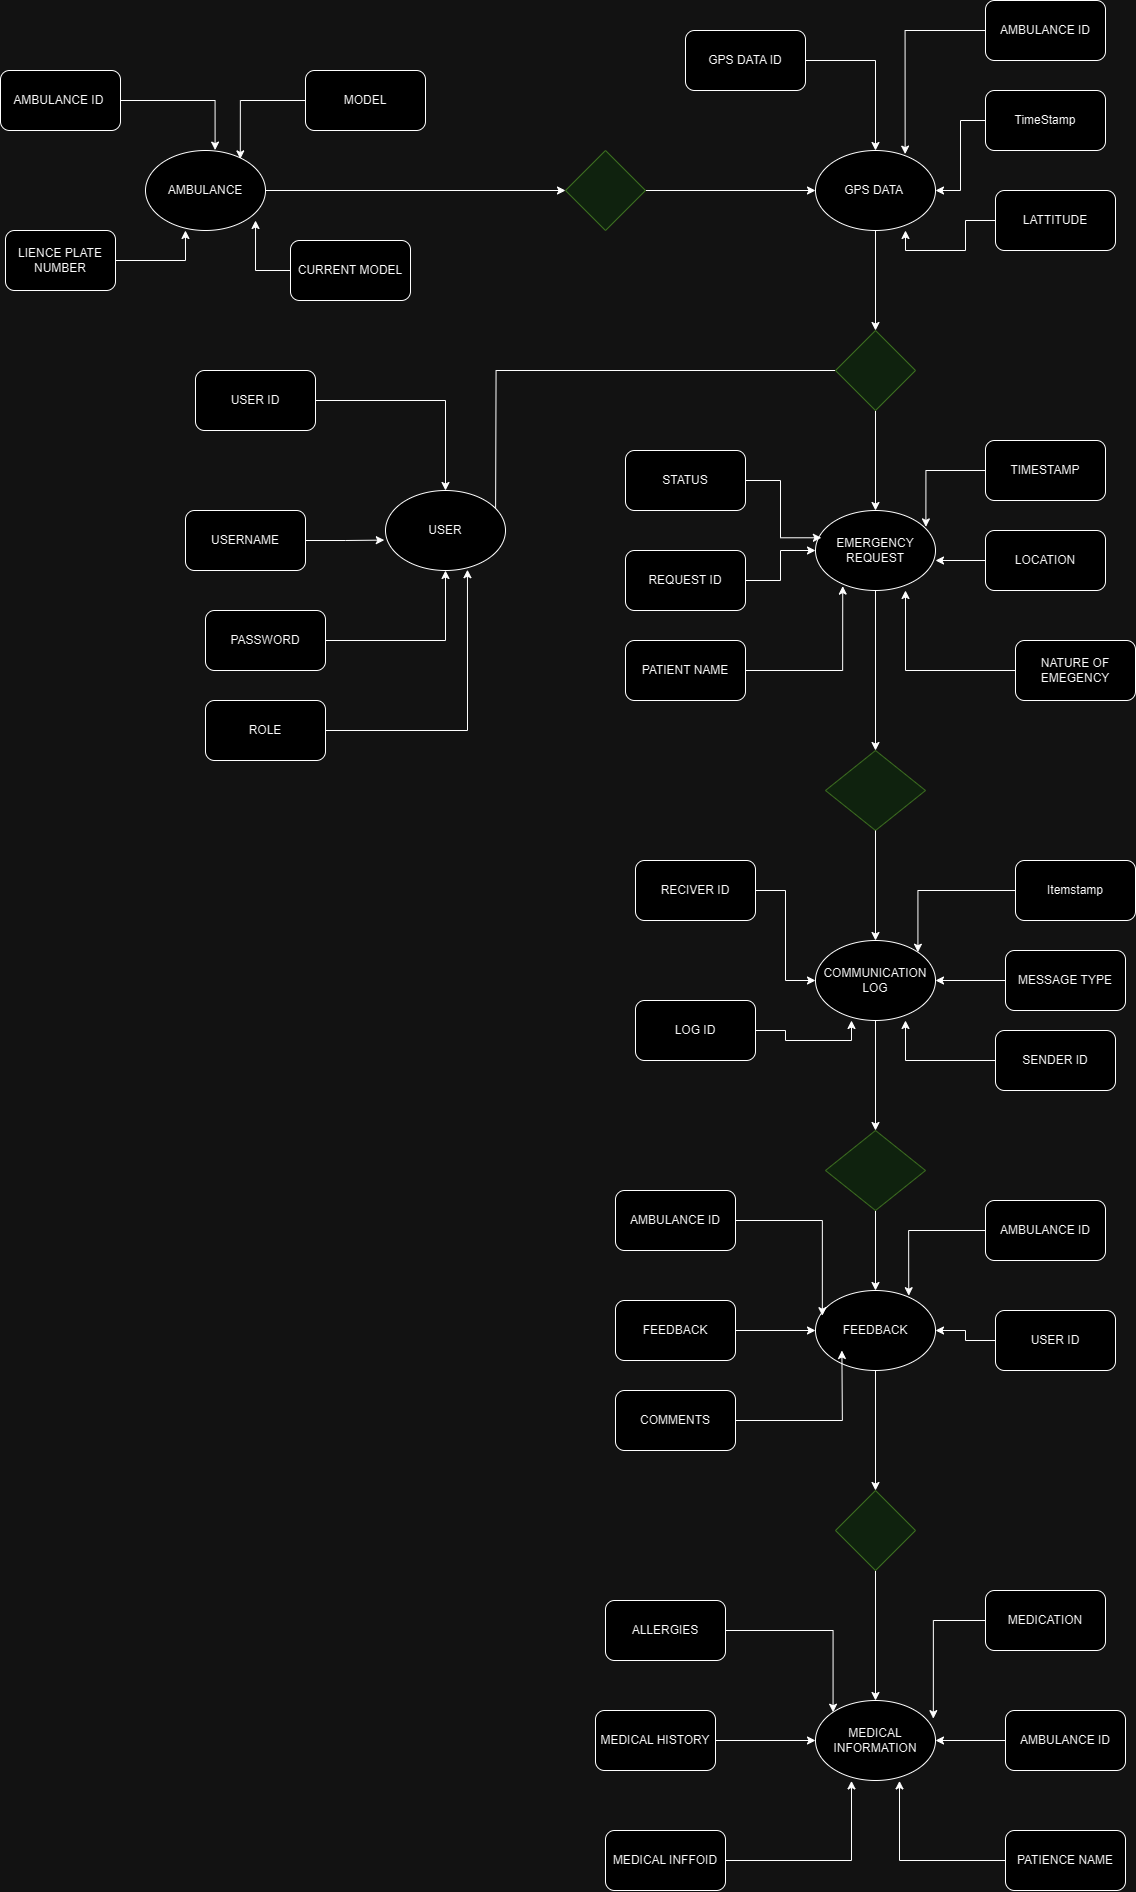 AMBULANCE ID
GPS DATA ID
AMBULANCE ID
MODEL
TimeStamp
AMBULANCE
GPS DATA
LATTITUDE
LIENCE PLATE
NUMBER
CURRENT MODEL
USER ID
STATUS
TIMESTAMP
USERNAME
USER
EMERGENCY
REQUEST
LOCATION
REQUEST ID
PASSWORD
PATIENT NAME
NATURE OF
EMEGENCY
ROLE
RECIVER ID
Itemstamp
COMMUNICATION
LOG
MESSAGE TYPE
LOG ID
SENDER ID
AMBULANCE ID
AMBULANCE ID
FEEDBACK
FEEDBACK
USER ID
COMMENTS
ALLERGIES
MEDICATION
MEDICAL HISTORY
MEDICAL
INFORMATION
AMBULANCE ID
MEDICAL INFFOID
PATIENCE NAME